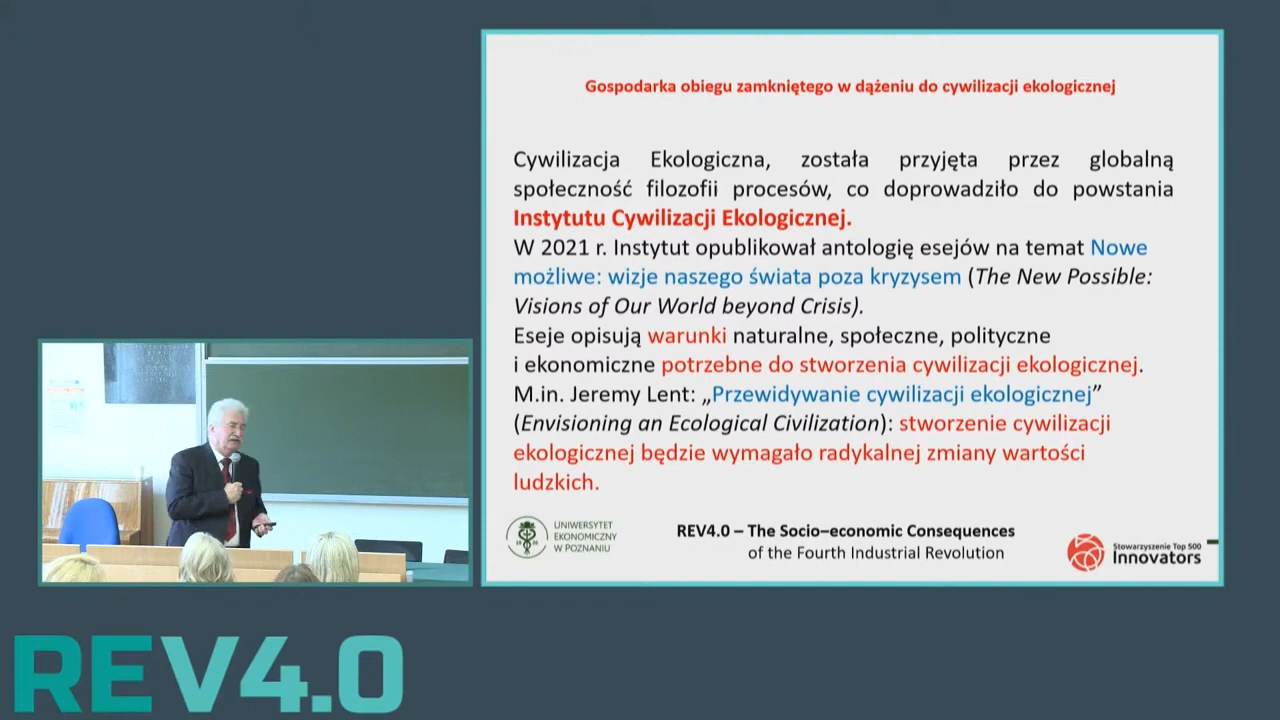 Gospodarka obiegu zamkniętego w dążeniu do cywilizacji ekologicznej
Cywilizacja Ekologiczna, została przyjęta przez globalną
społeczność filozofii procesów, co doprowadziło do powstania
Instytutu Cywilizacji Ekologicznej.
W 2021 r. Instytut opublikował antologię esejów na temat Nowe
możliwe: wizje naszego świata poza kryzysem (The New Possible:
Visions of Our World beyond Crisis).
Eseje opisują warunki naturalne, społeczne, polityczne
i ekonomiczne potrzebne do stworzenia cywilizacji ekologicznej.
M.in. Jeremy Lent: „Przewidywanie cywilizacji ekologicznej”
(Envisioning an Ecological Civilization): stworzenie cywilizacji
ekologicznej będzie wymagało radykalnej zmiany wartości
ludzkich.
UNIWERSYTET
EKONOMICZNY
W POZNANIU
REV4.0 – The Socio–economic Consequences
of the Fourth Industrial Revolution
Stowarzyszenie Top 500
Innovators
REV4.0